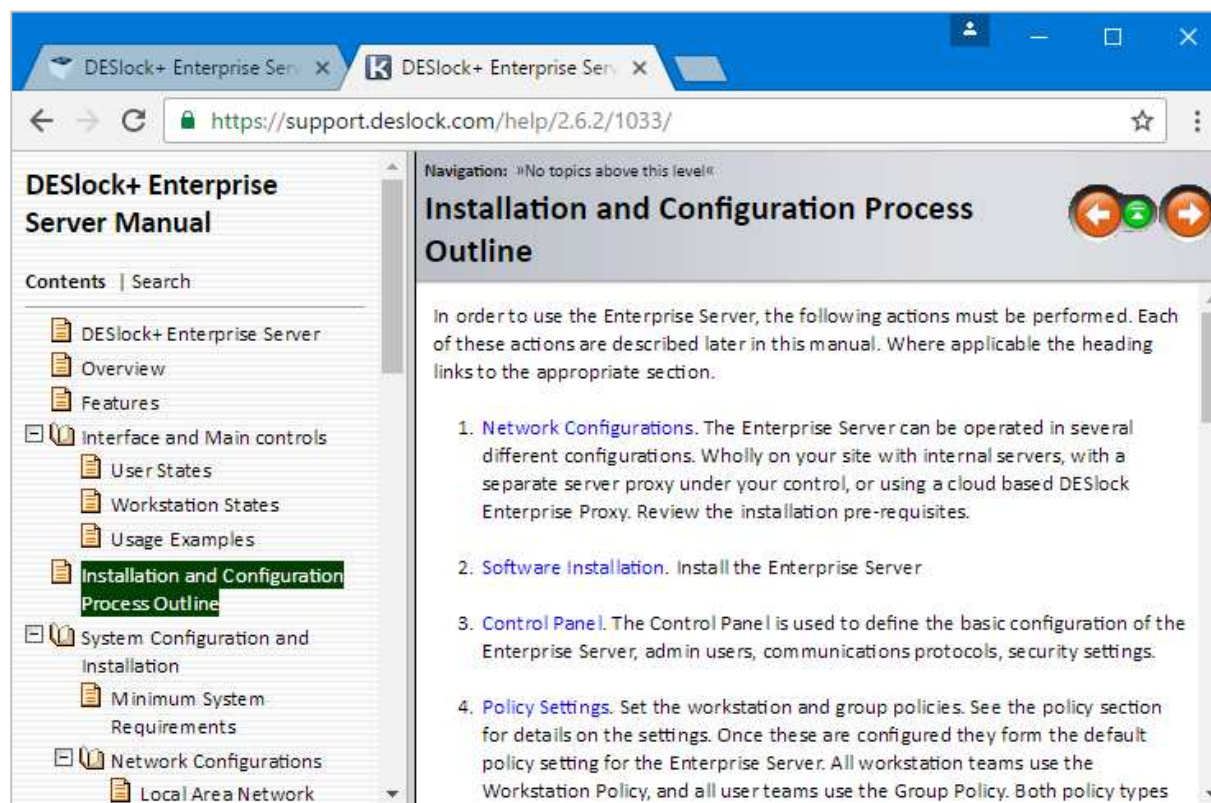 DESlock+ Enterprise Ser
DESlock+ Enterprise Ser
https://support.deslock.com/help/2.6.2/1033/
DESlock+ Enterprise
Server Manual
Contents | Search
DESlock+ Enterprise Server
Overview
Features
Interface and Main controls
User States
Workstation States
Usage Examples
Installation and Configuration
Process Outline
System Configuration and
Installation
Minimum System
Requirements
Network Configurations
Local Area Network
Navigation: »No topics above this level«
Installation and Configuration Process
Outline
In order to use the Enterprise Server, the following actions must be performed. Each
of these actions are described later in this manual. Where applicable the heading
links to the appropriate section.
1. Network Configurations. The Enterprise Server can be operated in several
different configurations. Wholly on your site with internal servers, with a
separate server proxy under your control, or using a cloud based DESlock
Enterprise Proxy. Review the installation pre-requisites.
2. Software Installation. Install the Enterprise Server
3. Control Panel. The Control Panel is used to define the basic configuration of the
Enterprise Server, admin users, communications protocols, security settings.
4. Policy Settings. Set the workstation and group policies. See the policy section
for details on the settings. Once these are configured they form the default
policy setting for the Enterprise Server. All workstation teams use the
Workstation Policy, and all user teams use the Group Policy. Both policy types